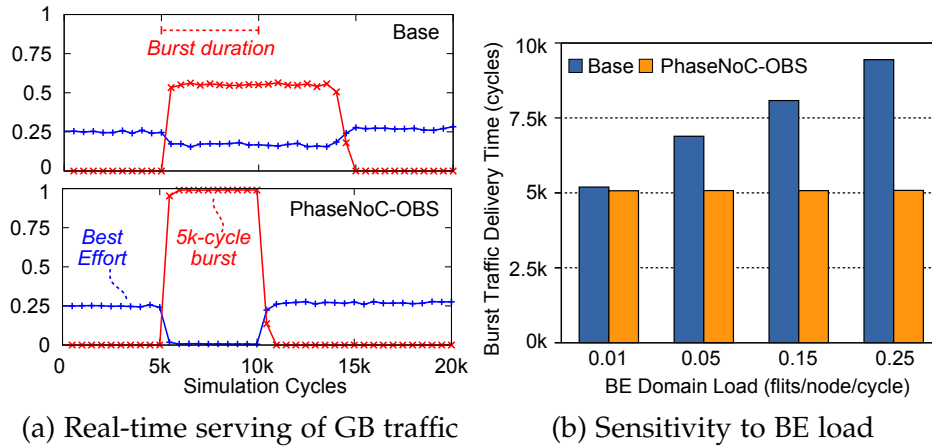 1
0.75
0.5
0.25
0
Base
Burst duration
1
0.75
0.5
0.25
0
PhaseNoC-OBS
Best
Effort
5k-cycle
burst
0 5k 10k 15k 20k
Simulation Cycles
(a) Real-time serving of GB traffic
Burst Traffic Delivery Time (cycles)
10k
7.5k
5k
2.5k
0k
Base PhaseNoC-OBS
0.01 0.05 0.15 0.25
BE Domain Load (flits/node/cycle)
(b) Sensitivity to BE load